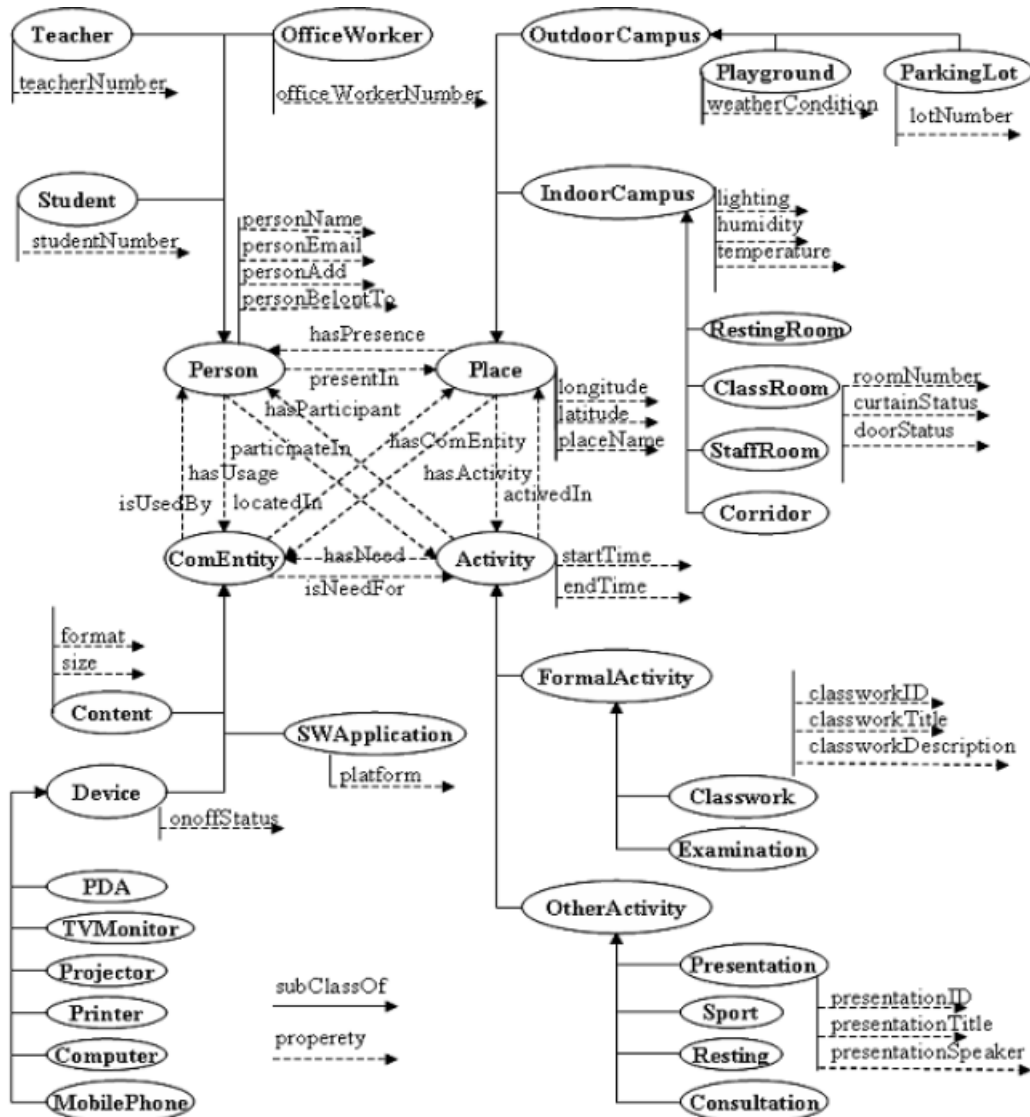 Teacher
OfficeWorker
OutdoorCampus
teacherNumber
officeWorkerNumber
Playground
ParkingLot
weatherCondition
lotNumber
Student
studentNumber
IndoorCampus
lighting
humidity
temperature
personName
personEmail
personAdd
personBelontTo
hasPresence
RestingRoom
Person
presentIn
Place
longitude
latitude
placeName
ClassRoom
roomNumber
curtainStatus
doorStatus
hasParticipant
particmateIn
hasComEntity
StaffRoom
hasUsage
hasActivity
isUsedBy
locatedIn
activedIn
Corridor
ComEntity
hasNeed
Activity
startTime
isNeedFor
endTime
format
size
Content
FormalActivity
classworkID
classworkTitle
classworkDescription
SWApplication
platform
Device
onoffStatus
Classwork
Examination
PDA
OtherActivity
TVMonitor
Projector
Presentation
Printer
subClassOf
Sport
presentationID
presentationTitle
Computer
properety
Resting
presentationSpeaker
MobilePhone
Consultation